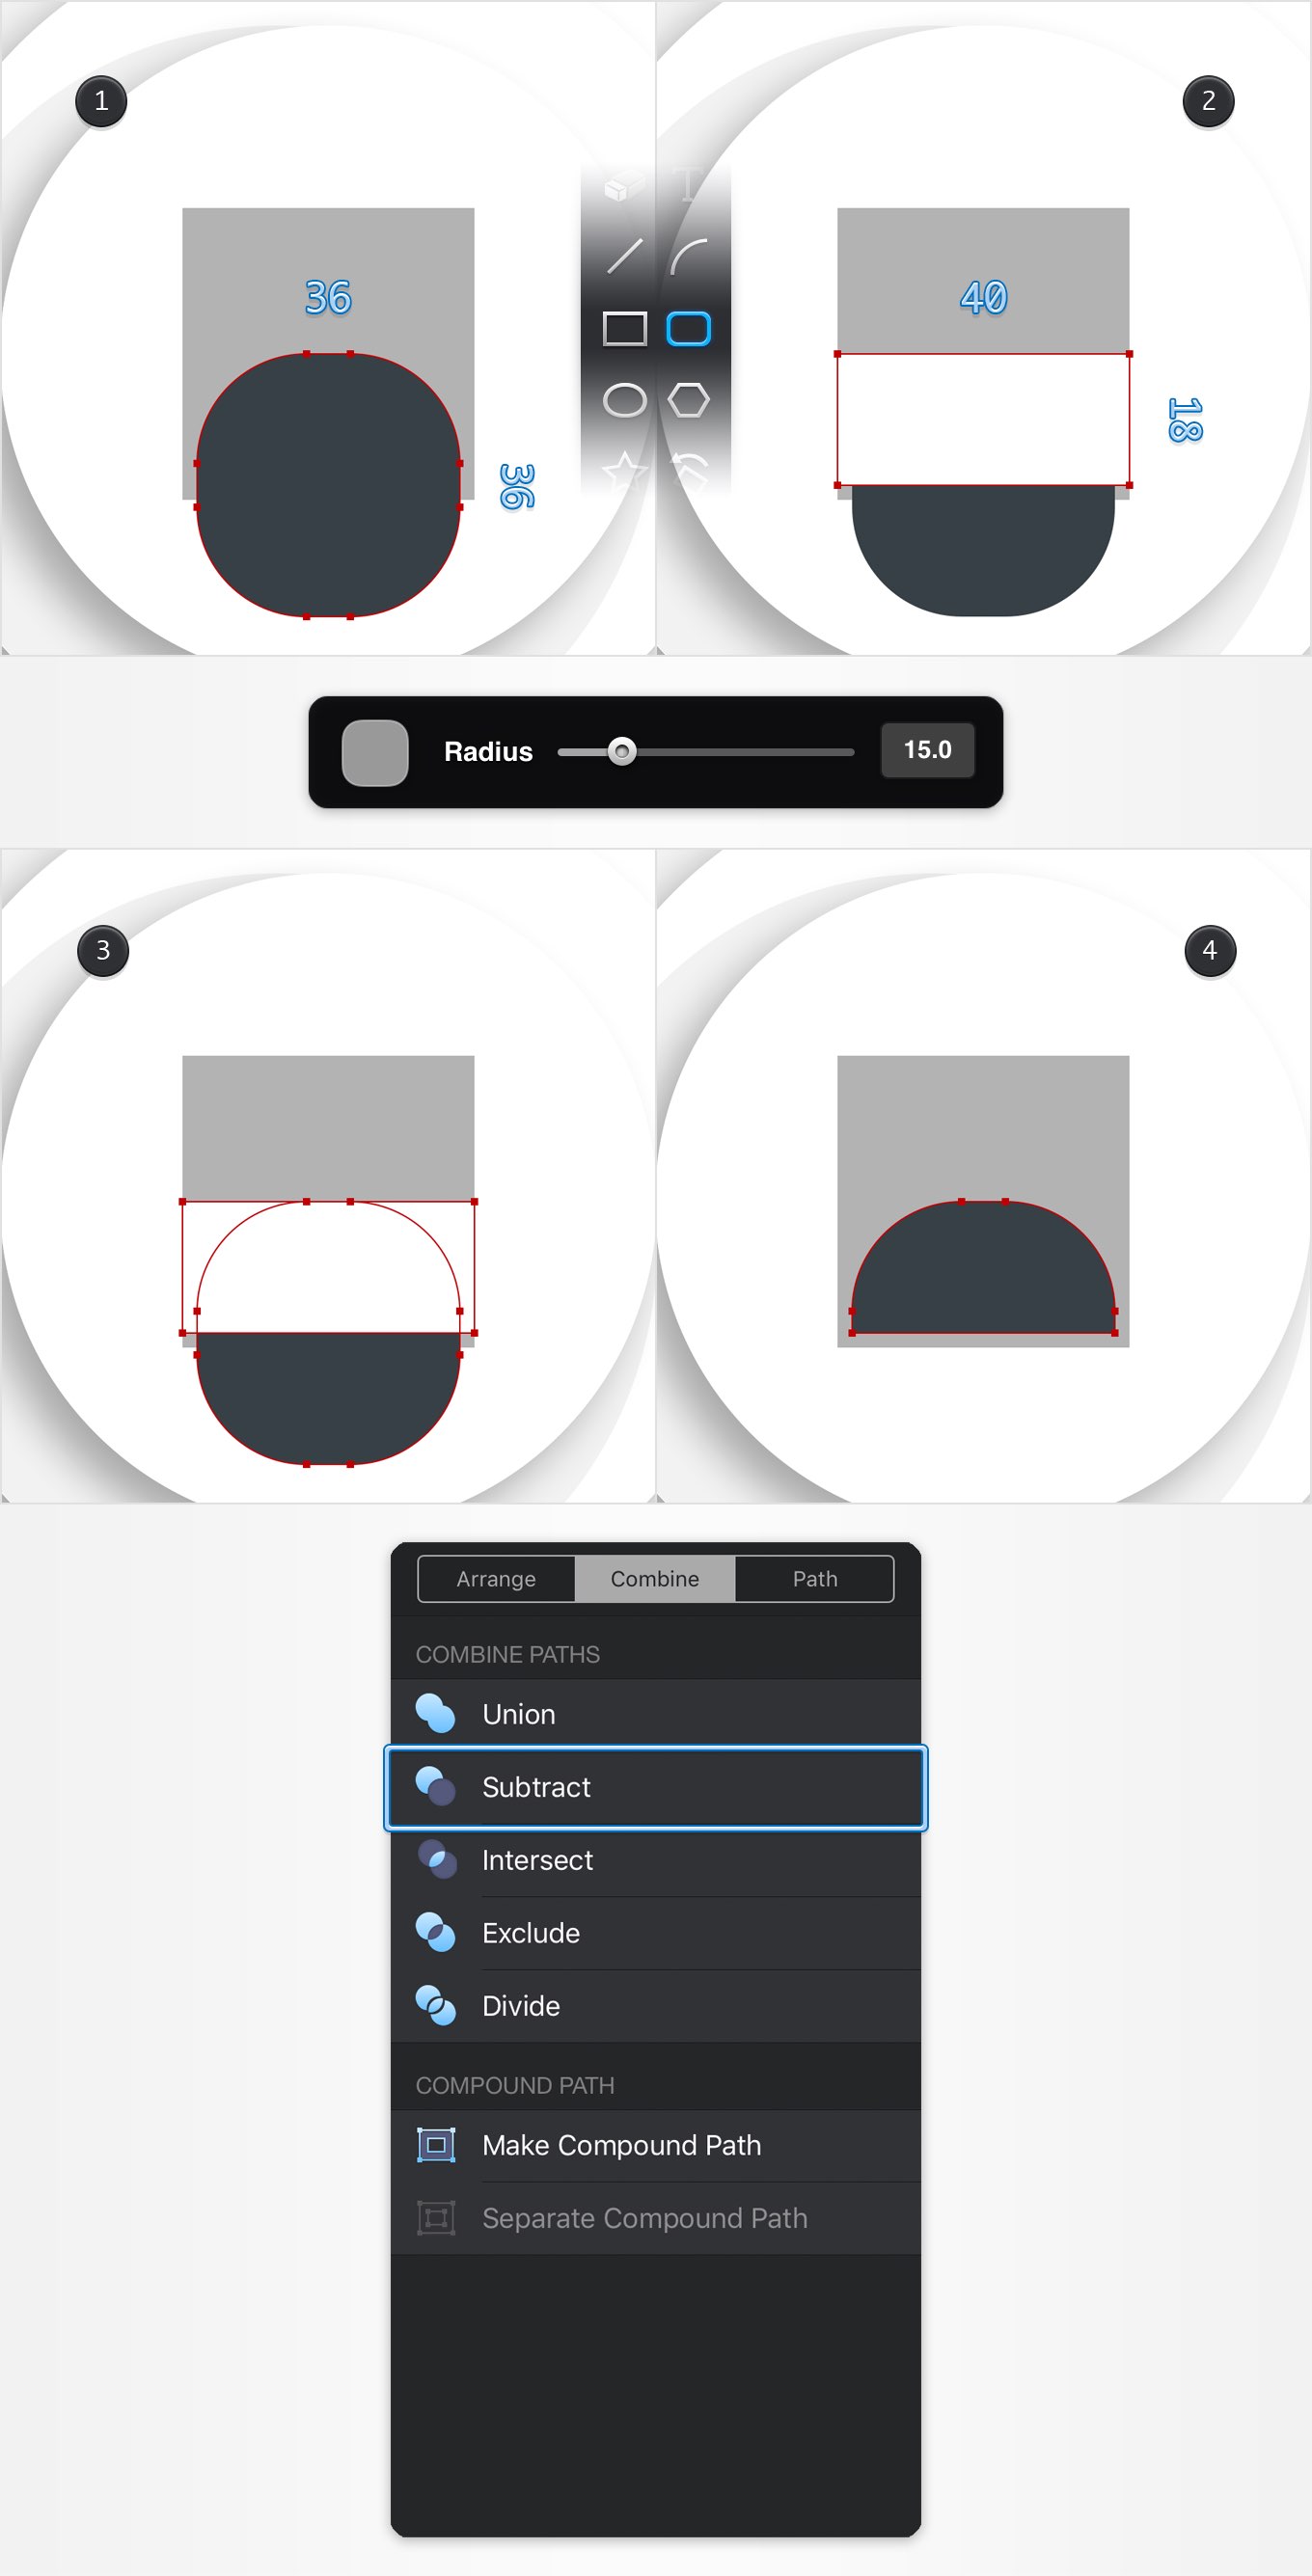 1
2
36
40
36
18
Radius
15.0
3
4
Arrange
Combine
Path
COMBINE PATHS
Union
Subtract
Intersect
Exclude
Divide
COMPOUND PATH
Make Compound Path
Separate Compound Path